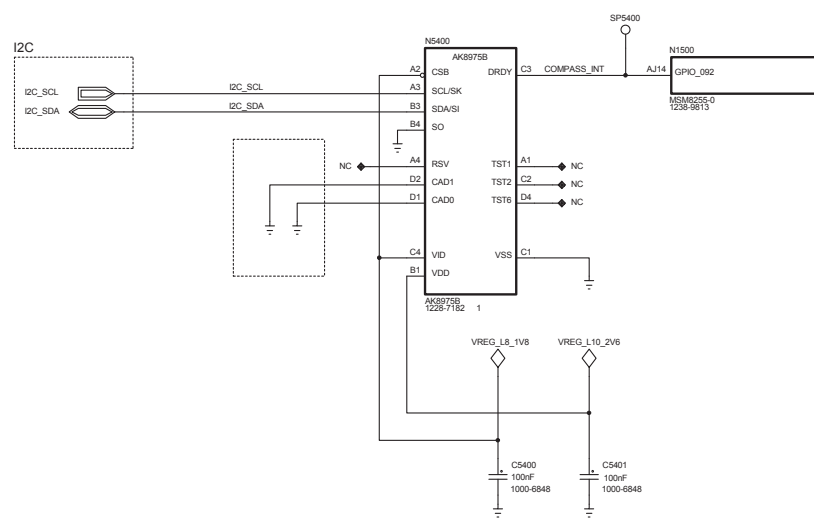 SP5400
I2C
N5400
N1500
AK8975B
A2 CSB DRDY C3 COMPASS_INT AJ14 GPIO_092
I2C_SCL I2C_SCL A3 SCL/SK
I2C_SDA I2C_SDA B3 SDA/SI
MSM8255-0
1238-9813
B4 SO
NC A4 RSV TST1 A1 NC
D2 CAD1 TST2 C2 NC
D1 CAD0 TST6 D4 NC
C4 VID VSS C1
B1 VDD
AK8975B
1228-7182 1
VREG_L8_1V8 VREG_L10_2V6
C5400 C5401
100nF 100nF
1000-6848 1000-6848